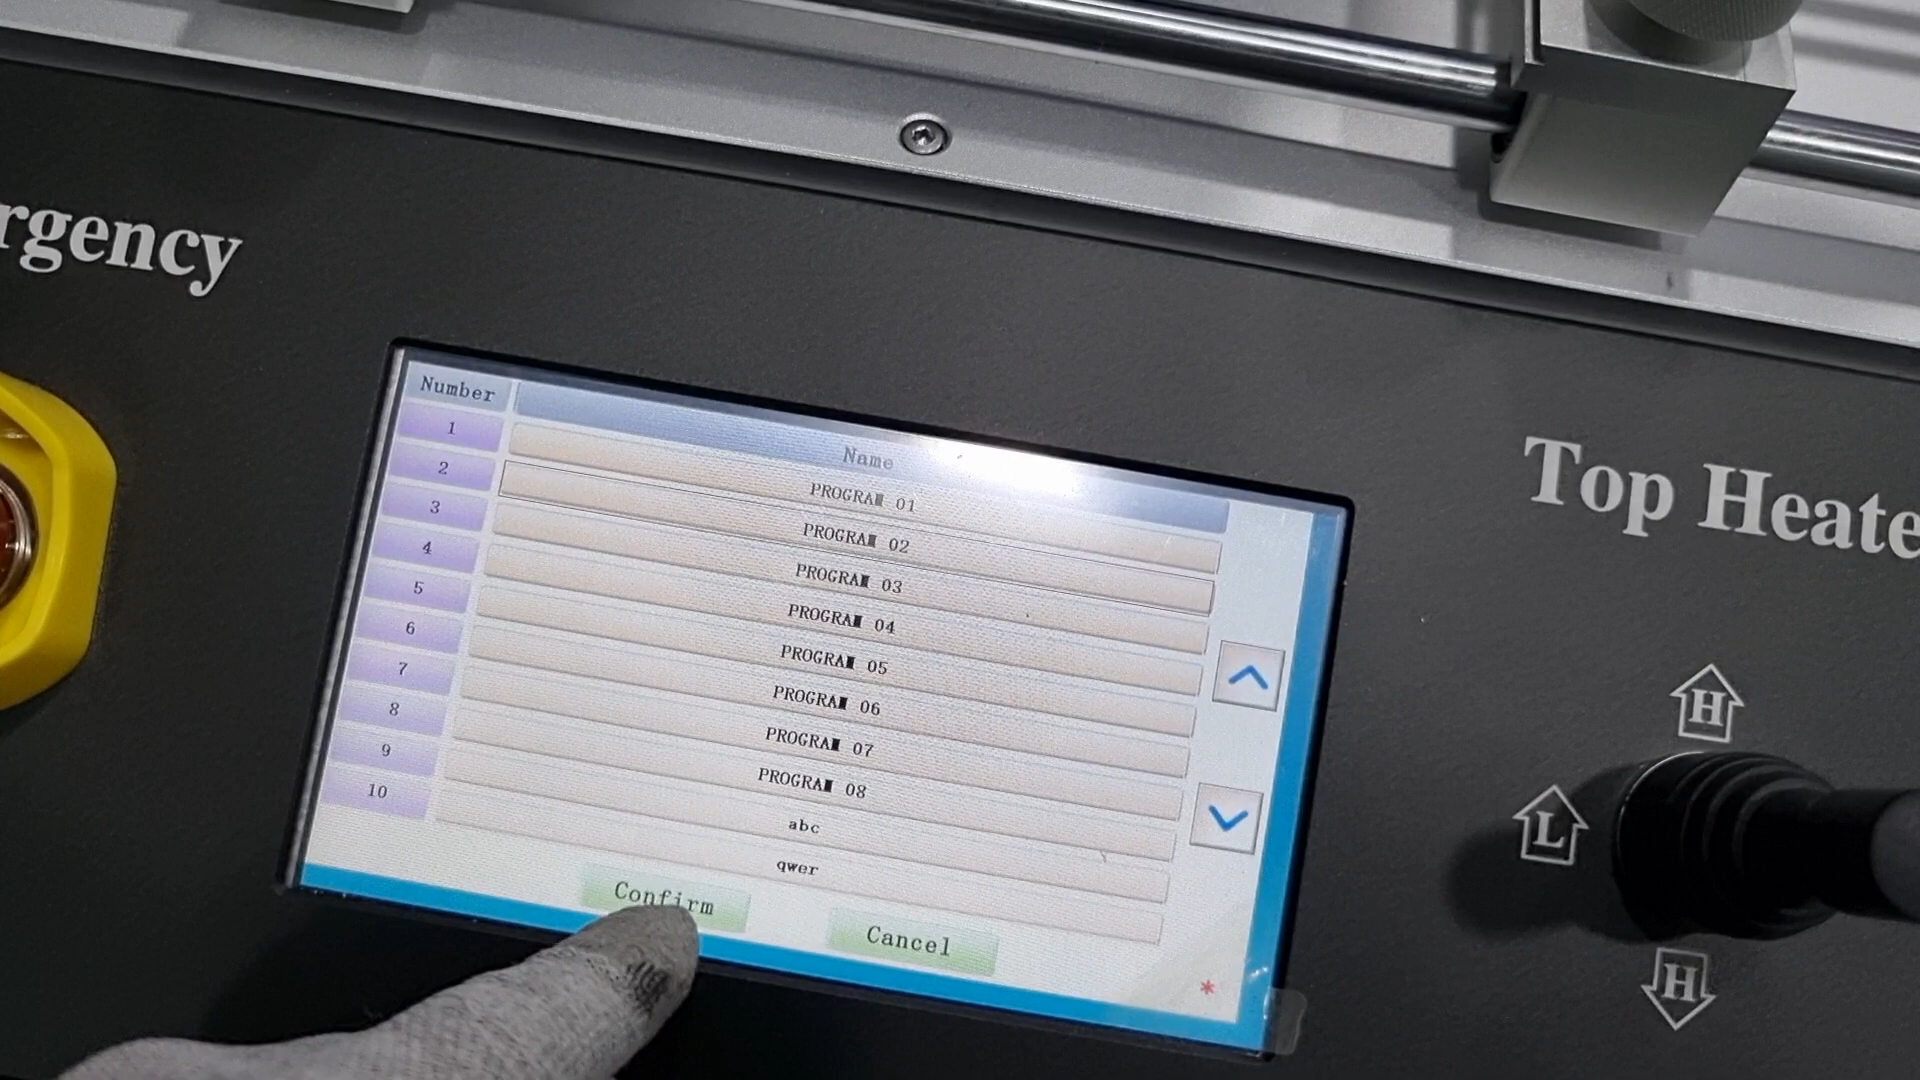 rgency
Number
Name
1
PROGRAM 01
2
PROGRAM 02
3
PROGRAM 03
4
PROGRAM 04
5
PROGRAM 05
6
PROGRAM 06
7
PROGRAM 07
8
PROGRAM 08
9
abc
10
qwer
Confirm
Cancel
*
Top Heate
H
L
H